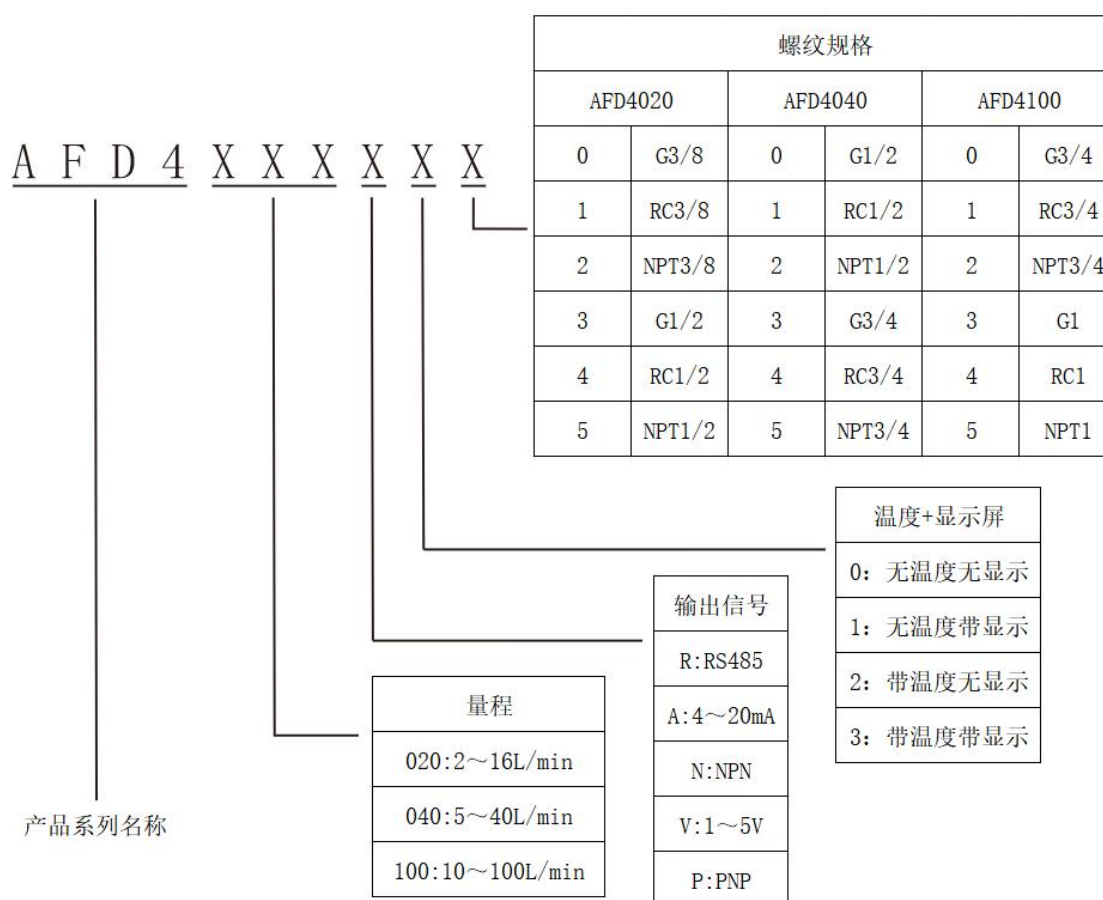 螺纹规格
AFD4020 AFD4040 AFD4100
0 G3/8 0 G1/2 0 G3/4
1 RC3/8 1 RC1/2 1 RC3/4
2 NPT3/8 2 NPT1/2 2 NPT3/4
3 G1/2 3 G3/4 3 G1
4 RC1/2 4 RC3/4 4 RC1
5 NPT1/2 5 NPT3/4 5 NPT1
A F D 4 X X X X X X
温度+显示屏
0: 无温度无显示
1: 无温度带显示
2: 带温度无显示
3: 带温度带显示
输出信号
R:RS485
A:4~20mA
N:NPN
V:1~5V
P:PNP
量程
020:2~16L/min
040:5~40L/min
100:10~100L/min
产品系列名称